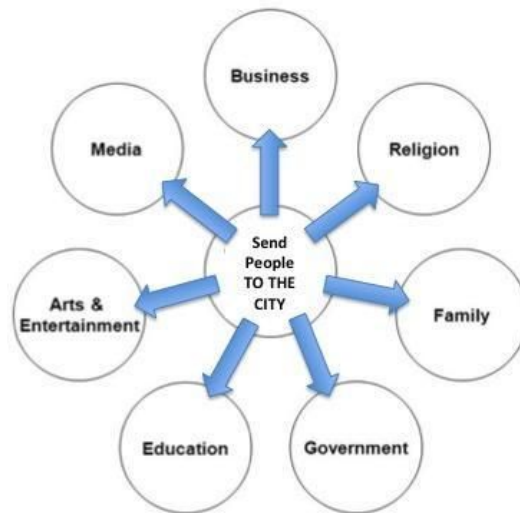 Business
Media
Religion
Send
People
TO THE
CITY
Arts &
Entertainment
Family
Education
Government